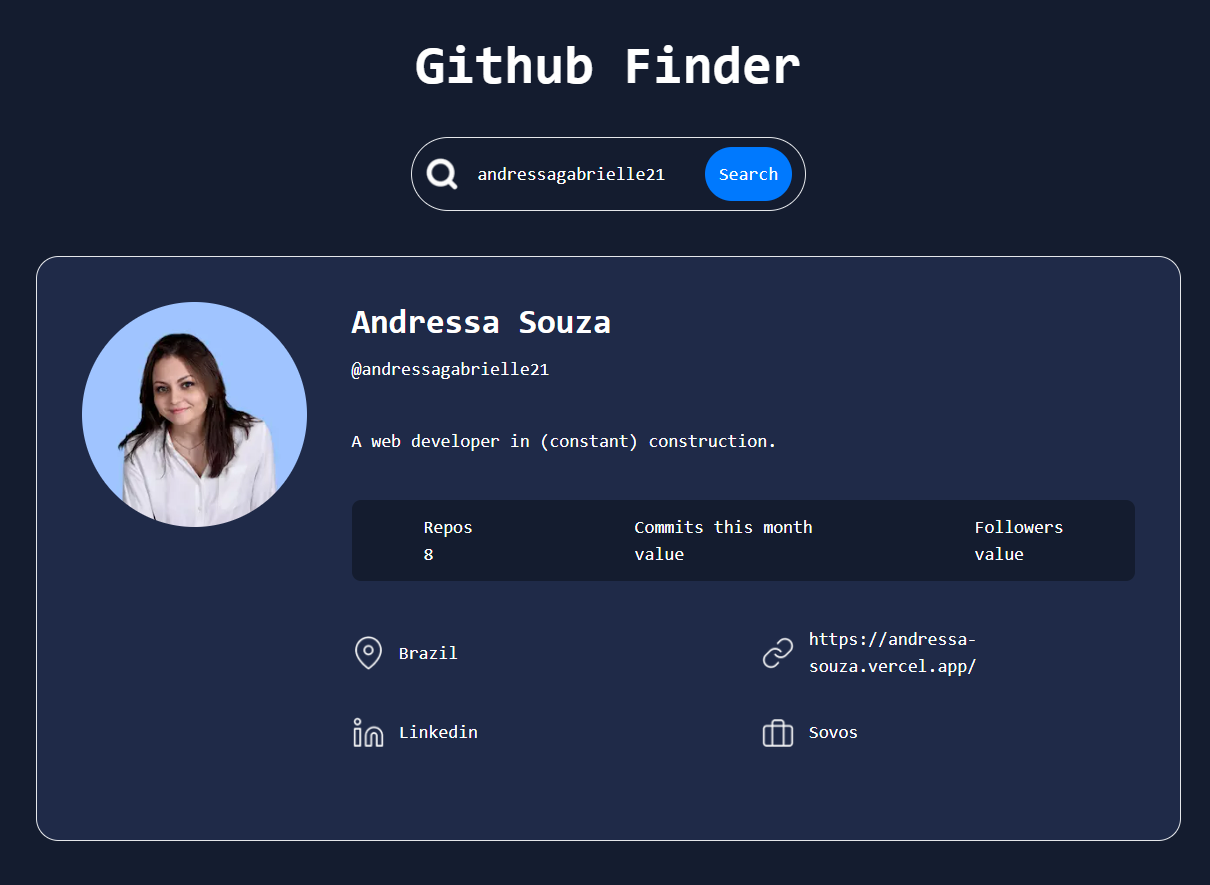 Github Finder
andressagabrielle21
Search
Andressa Souza
@andressagabrielle21
A web developer in (constant) construction.
Repos Commits this month Followers
8 value value
Brazil
https://andressa-
souza.vercel.app/
Linkedin
Sovos